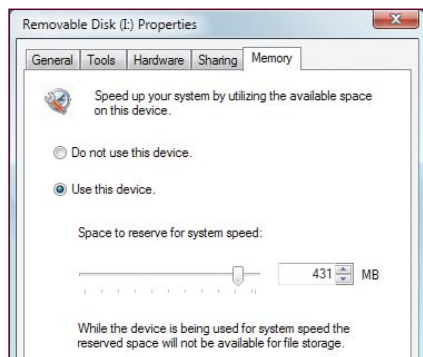 Removable Disk (I:) Properties
General Tools Hardware Sharing Memory
Speed up your system by utilizing the available space
on this device.
Do not use this device.
Use this device.
Space to reserve for system speed:
431 MB
While the device is being used for system speed the
reserved space will not be available for file storage.